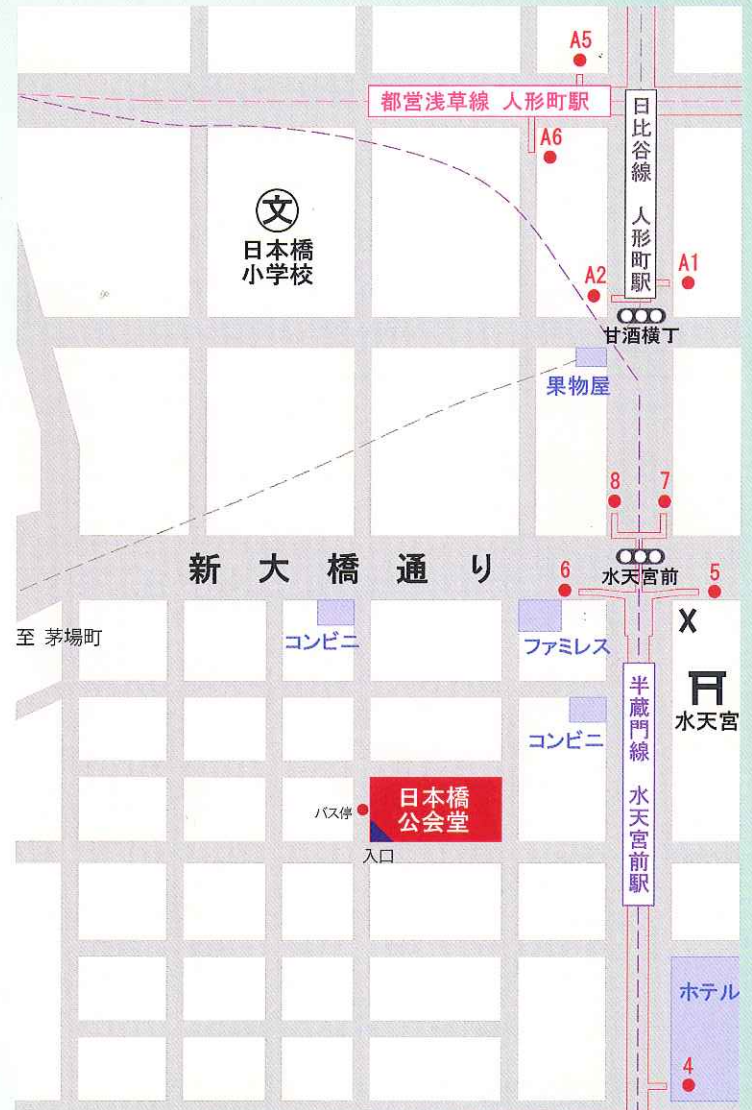 A5
都営浅草線 人形町駅
日比谷線 人形町駅
A6
文
日本橋
小学校
A1
A2
甘酒横丁
果物屋
8
7
新大橋通り
水天宮前
6
5
至 茅場町
コンビニ
ファミレス
X
水天宮
半蔵門線 水天宮前駅
コンビニ
日本橋
公会堂
バス停
入口
ホテル
4